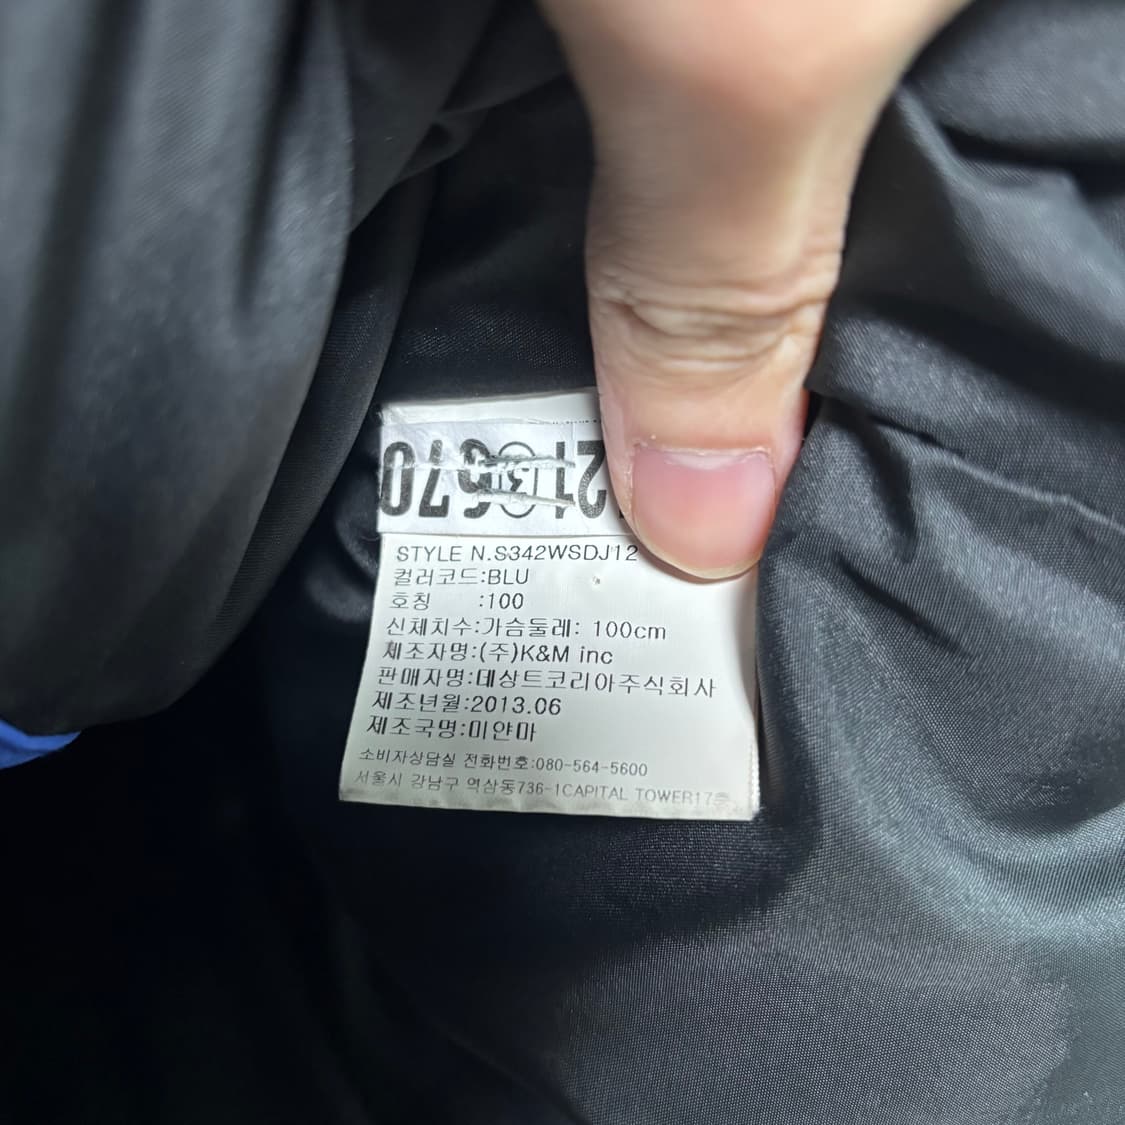 STYLE N.S342WSDJ12
컬러코드:BLU
호칭 :100
신체치수:가슴둘레: 100cm
제조자명:(주)K&M inc
판매자명:데상트코리아주식회사
제조년월:2013.06
제조국명:미얀마
소비자상담실 전화번호:080-564-5600
서울시 강남구 역삼동736-1CAPITAL TOWER17층